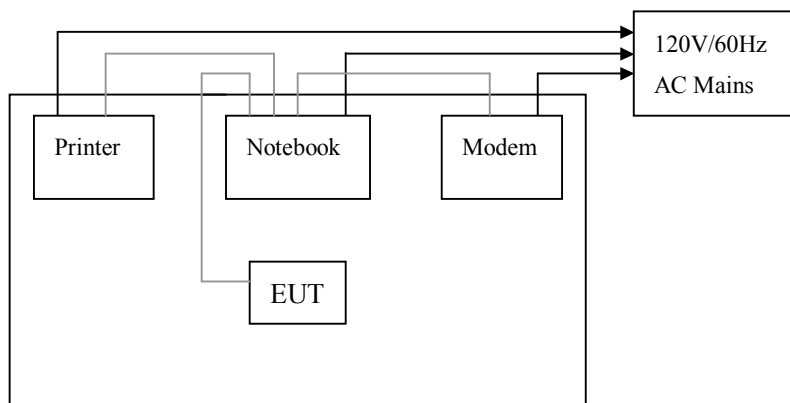 120V/60Hz
AC Mains
Printer
Notebook
Modem
EUT